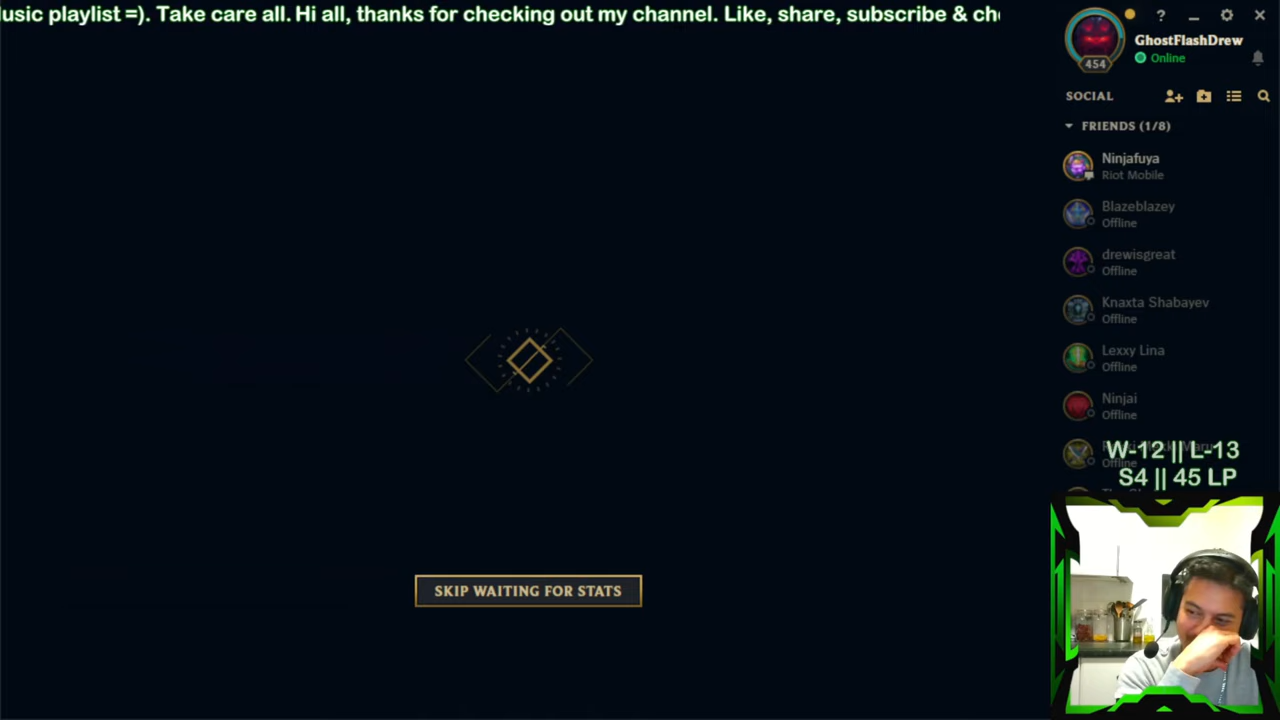 usic playlist =). Take care all. Hi all, thanks for checking out my channel. Like, share, subscribe &
?
GhostFlashDrew
454
Online
SOCIAL
FRIENDS (1/8)
Ninjafuya
Riot Mobile
Blazeblazey
Offline
drewisgreat
Offline
Knaxta Shabayev
Offline
Lexxy Lina
Offline
Ninjai
Offline
Offline
W-12 || L-13
S4 || 45 LP
SKIP WAITING FOR STATS